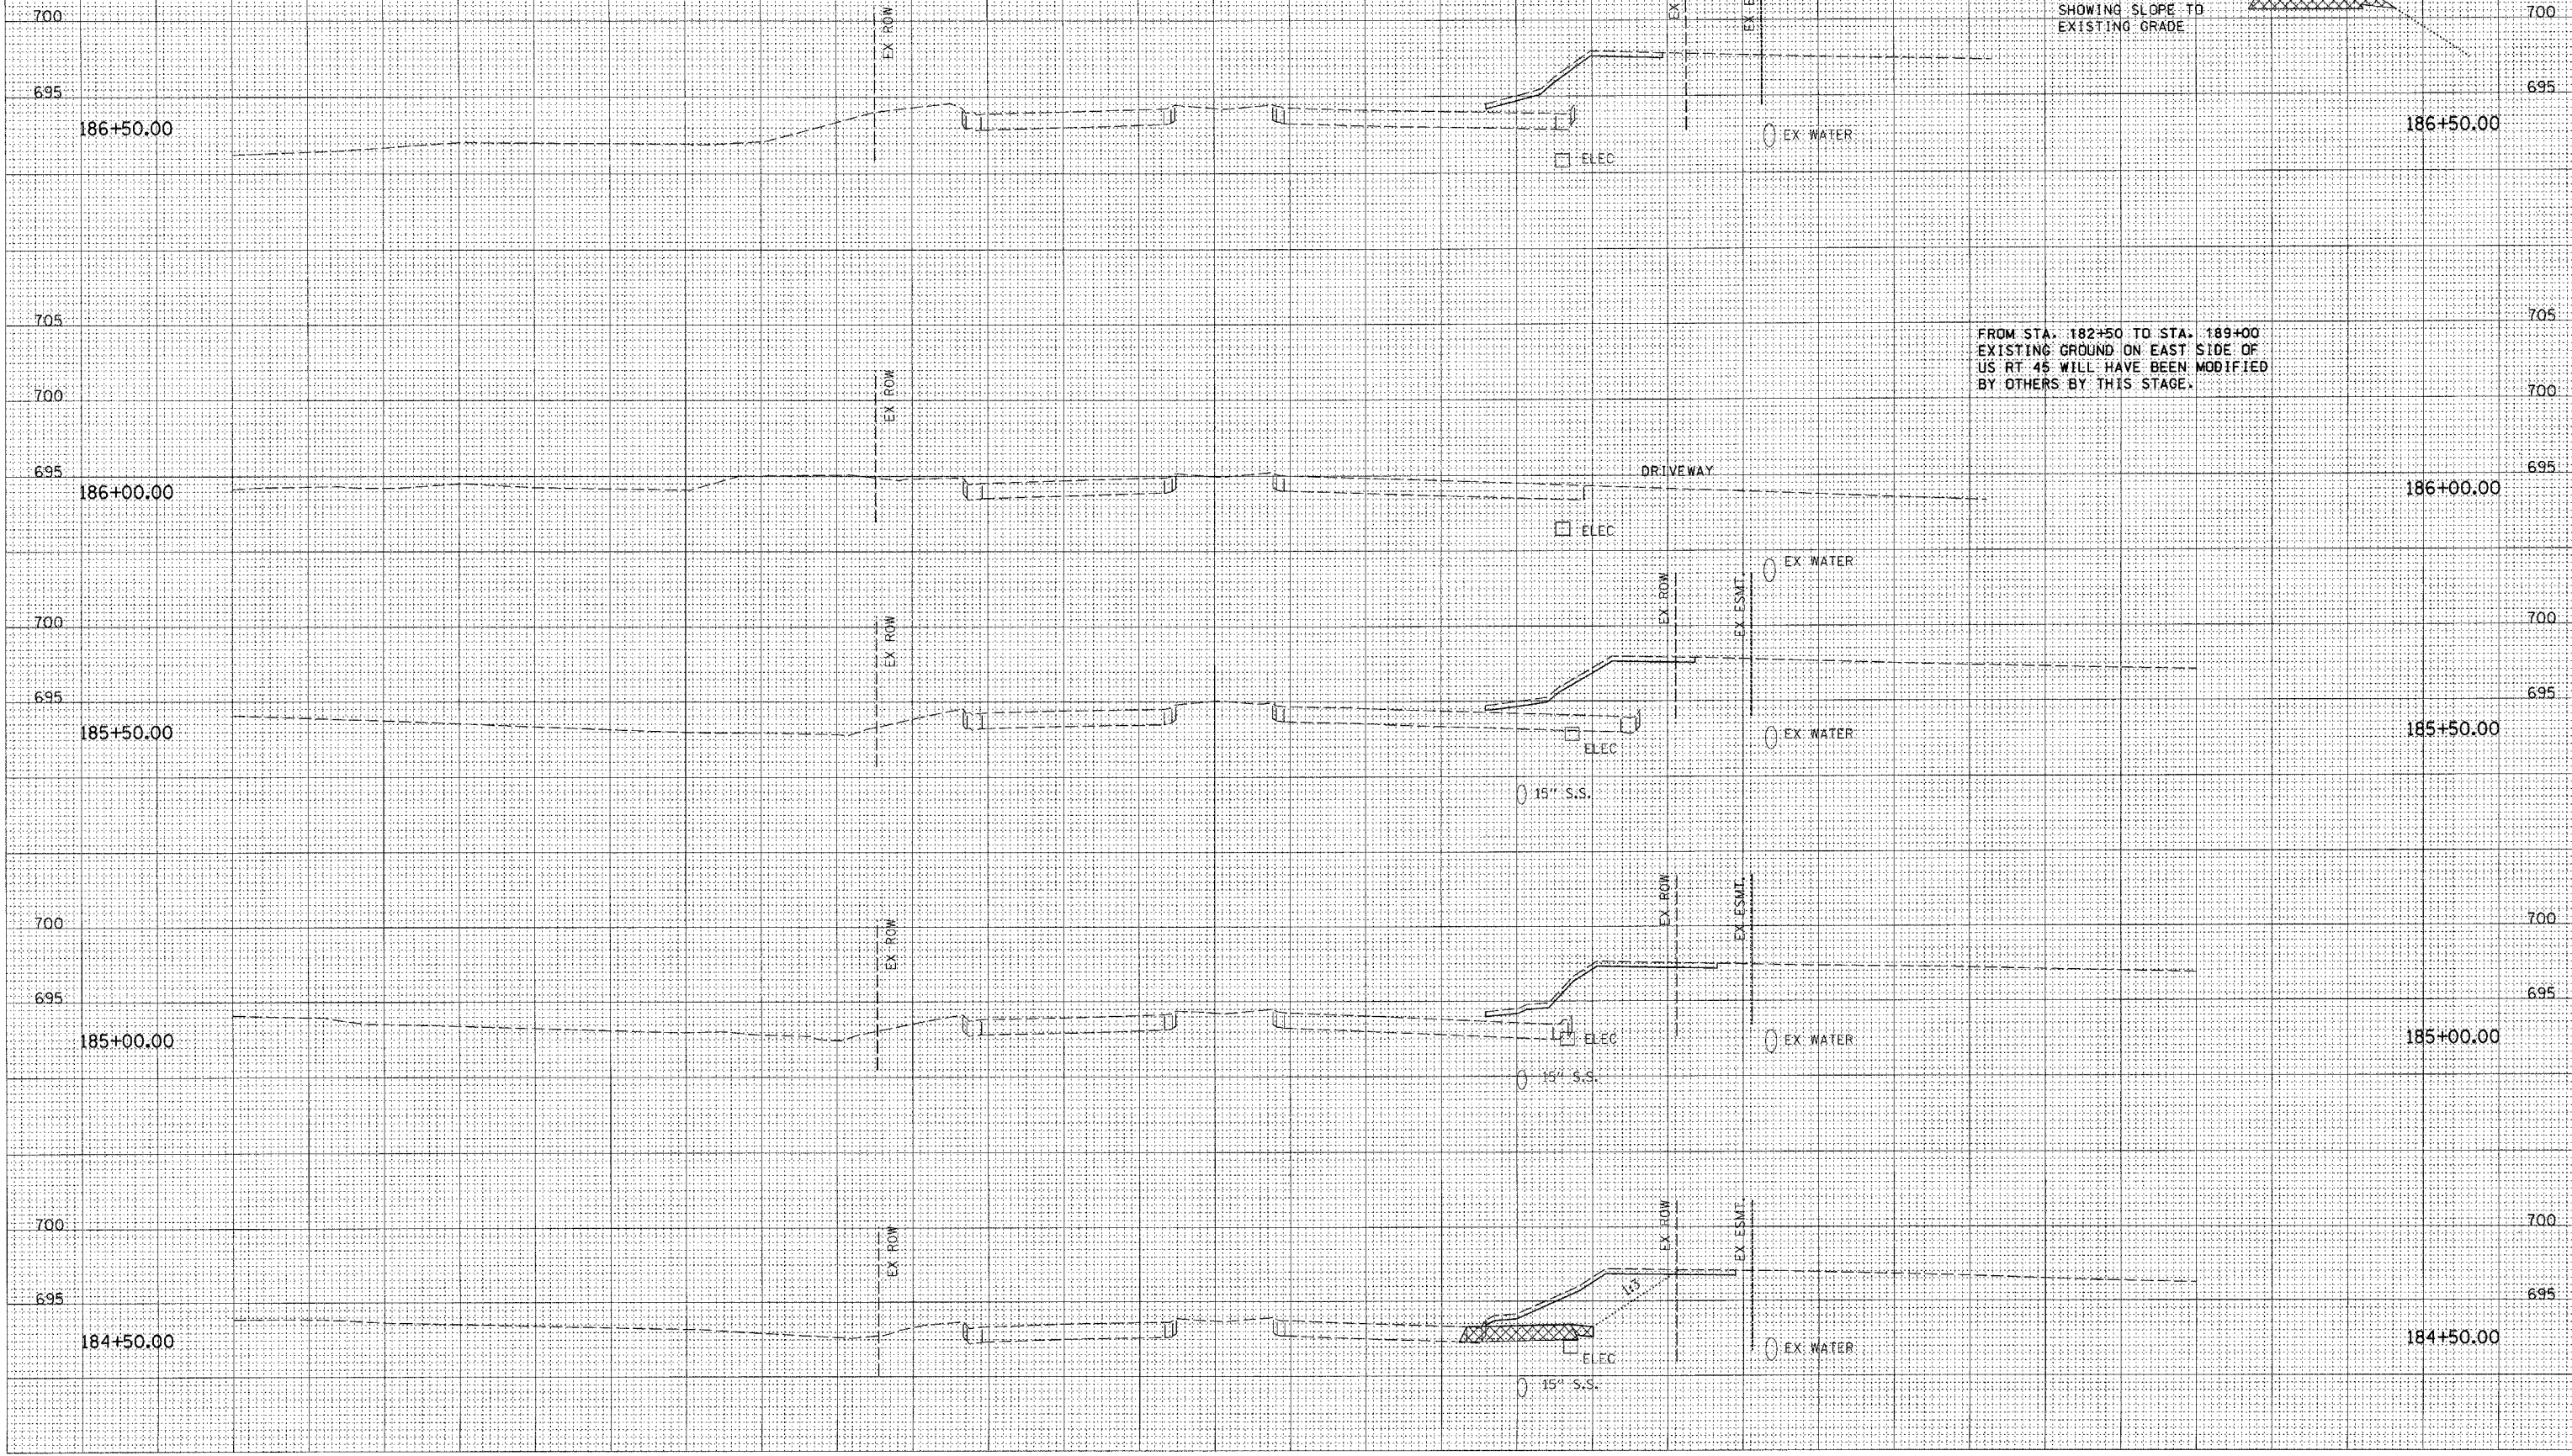 700
EX ROW
EX
SHOWING SLOPE TO
EXISTING GRADE
700
695
695
186+50.00
186+50.00
EX WATER
ELEC
705
705
FROM STA. 182+50 TO STA. 189+00
EXISTING GROUND ON EAST SIDE OF
US RT 45 WILL HAVE BEEN MODIFIED
BY OTHERS BY THIS STAGE.
700
EX ROW
700
695
DRIVEWAY
695
186+00.00
186+00.00
ELEC
EX WATER
700
EX ROW
EX ROW
EX ESMT.
700
695
695
185+50.00
185+50.00
EX WATER
ELEC
15" S.S.
700
EX ROW
EX ROW
EX ESMT.
700
695
695
185+00.00
185+00.00
ELEC
EX WATER
15" S.S.
700
EX ROW
EX ROW
EX ESMT.
700
1:3
695
695
184+50.00
184+50.00
ELEC
EX WATER
15" S.S.